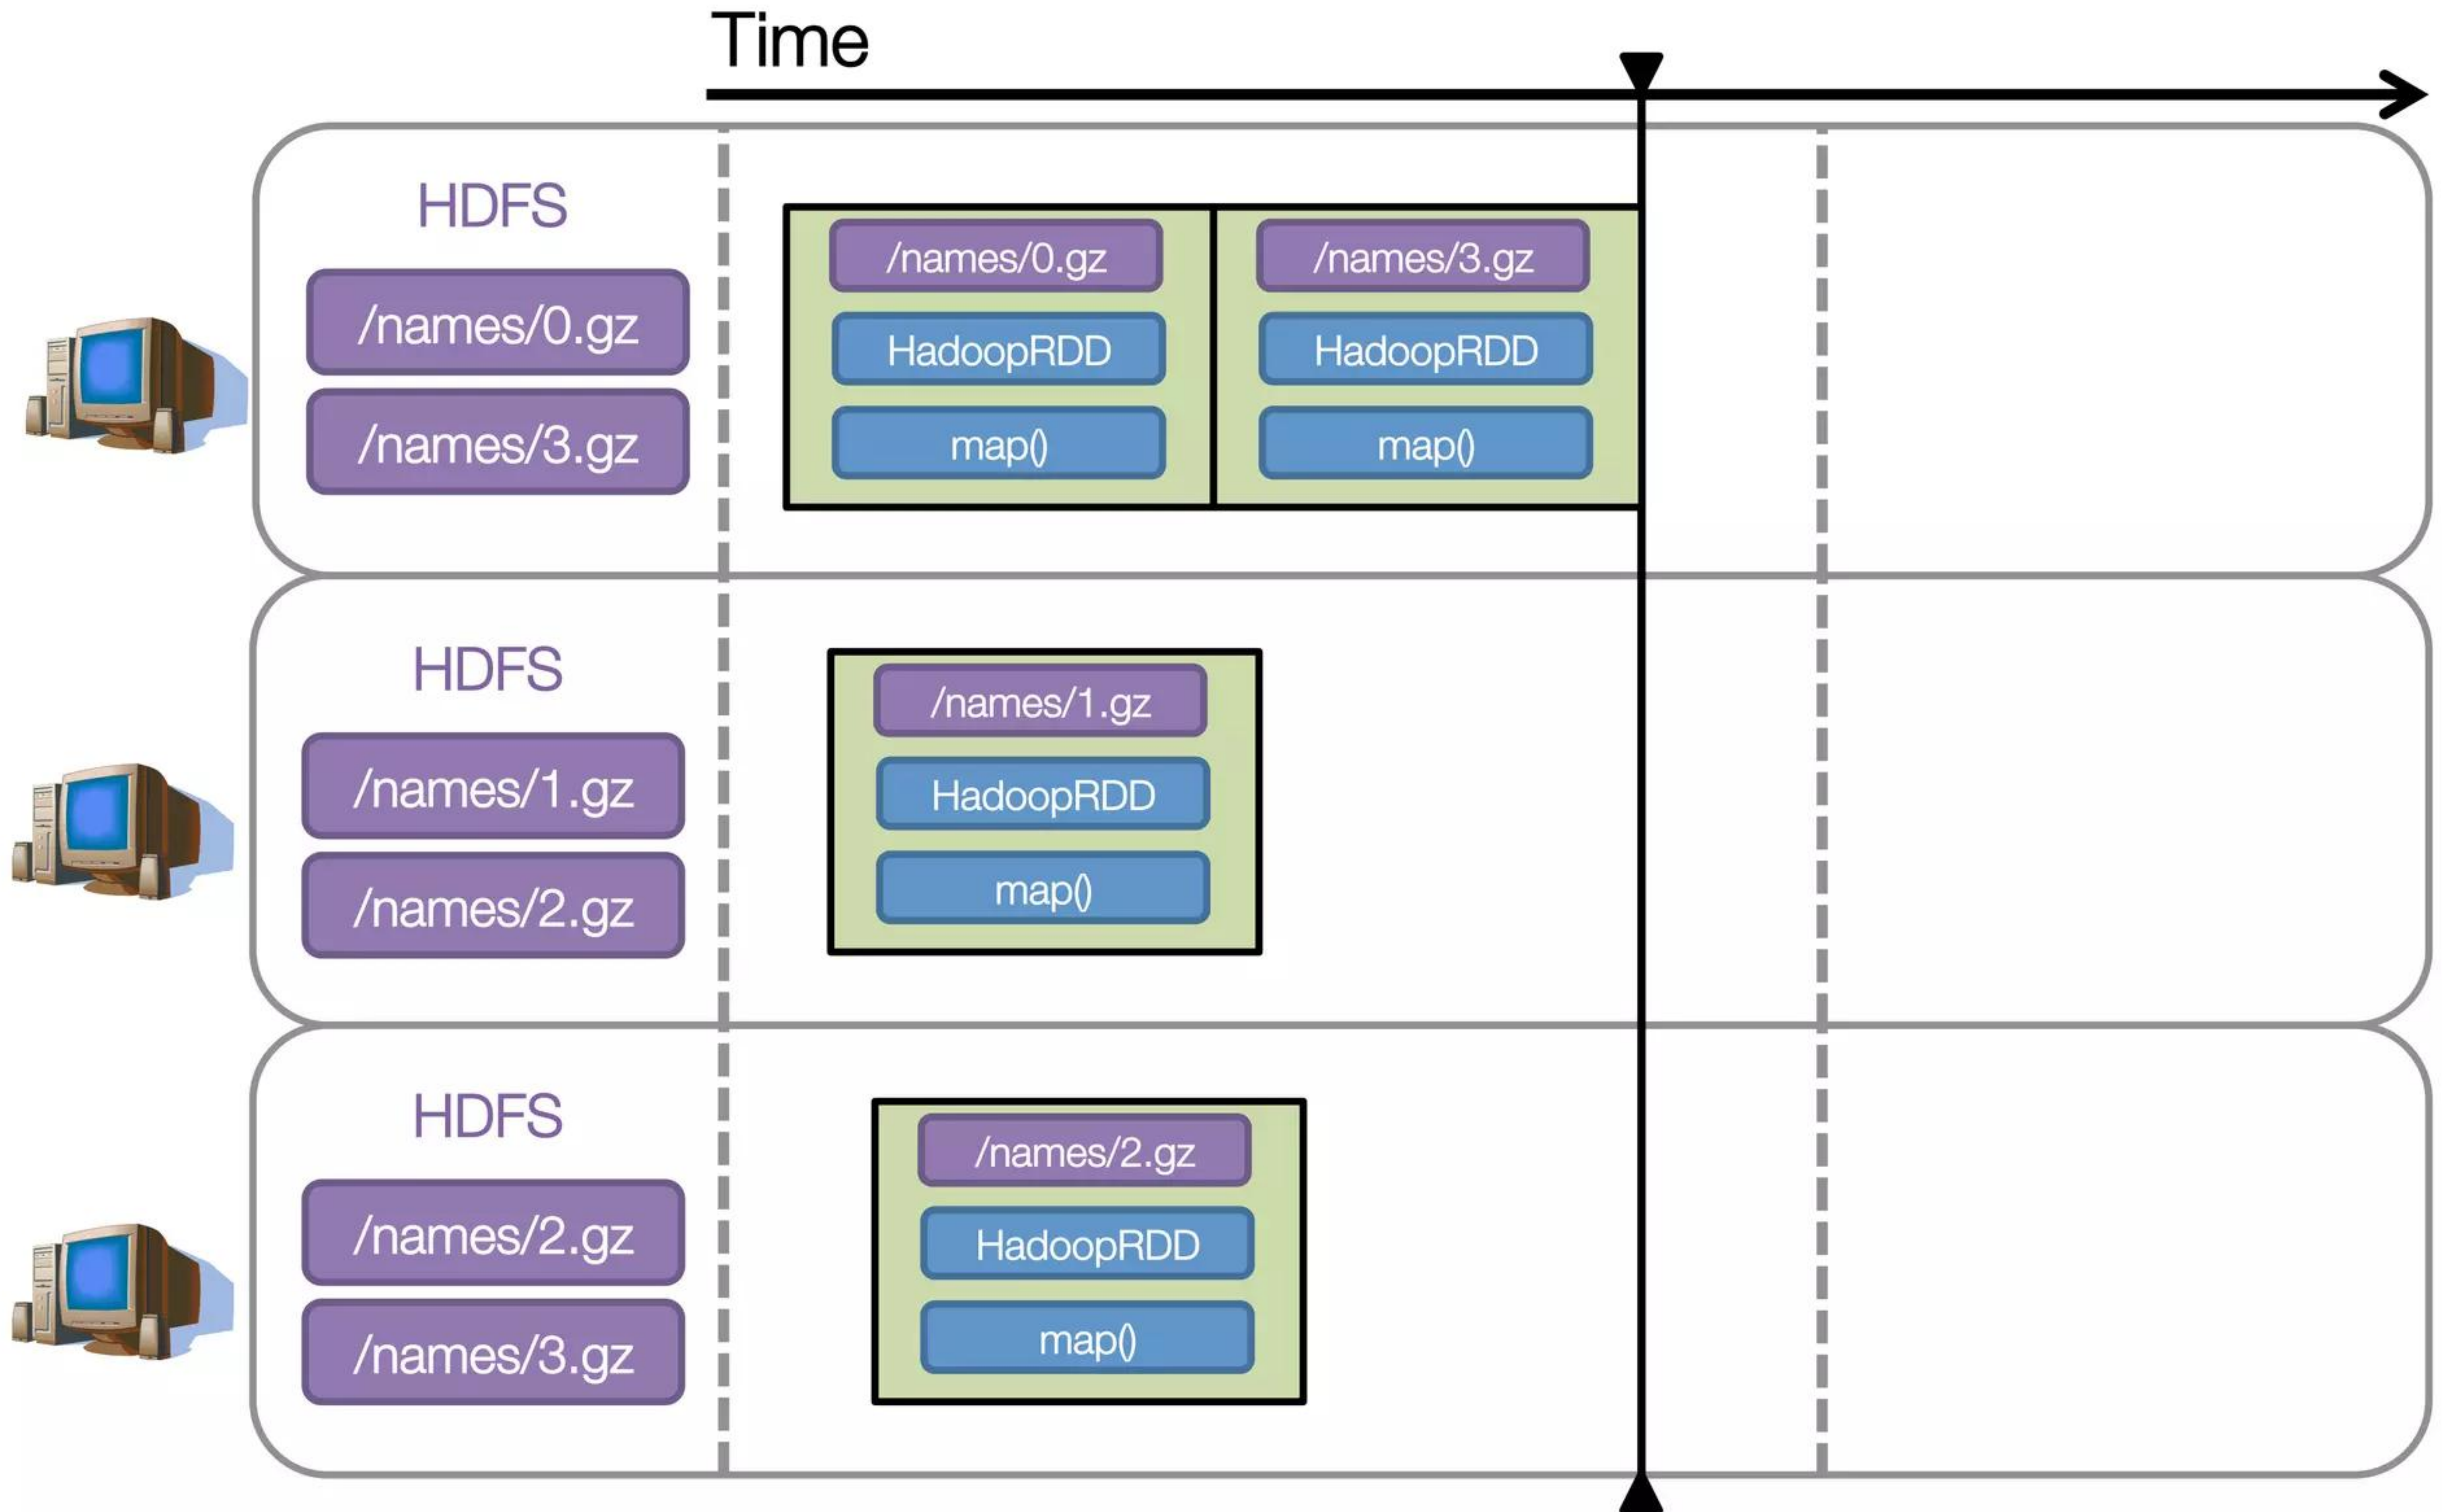 Time
HDFS
/names/0.gz
/names/3.gz
/names/0.gz
HadoopRDD
map()
/names/3.gz
HadoopRDD
map()
HDFS
/names/1.gz
/names/2.gz
/names/1.gz
HadoopRDD
map()
HDFS
/names/2.gz
/names/3.gz
/names/2.gz
HadoopRDD
map()